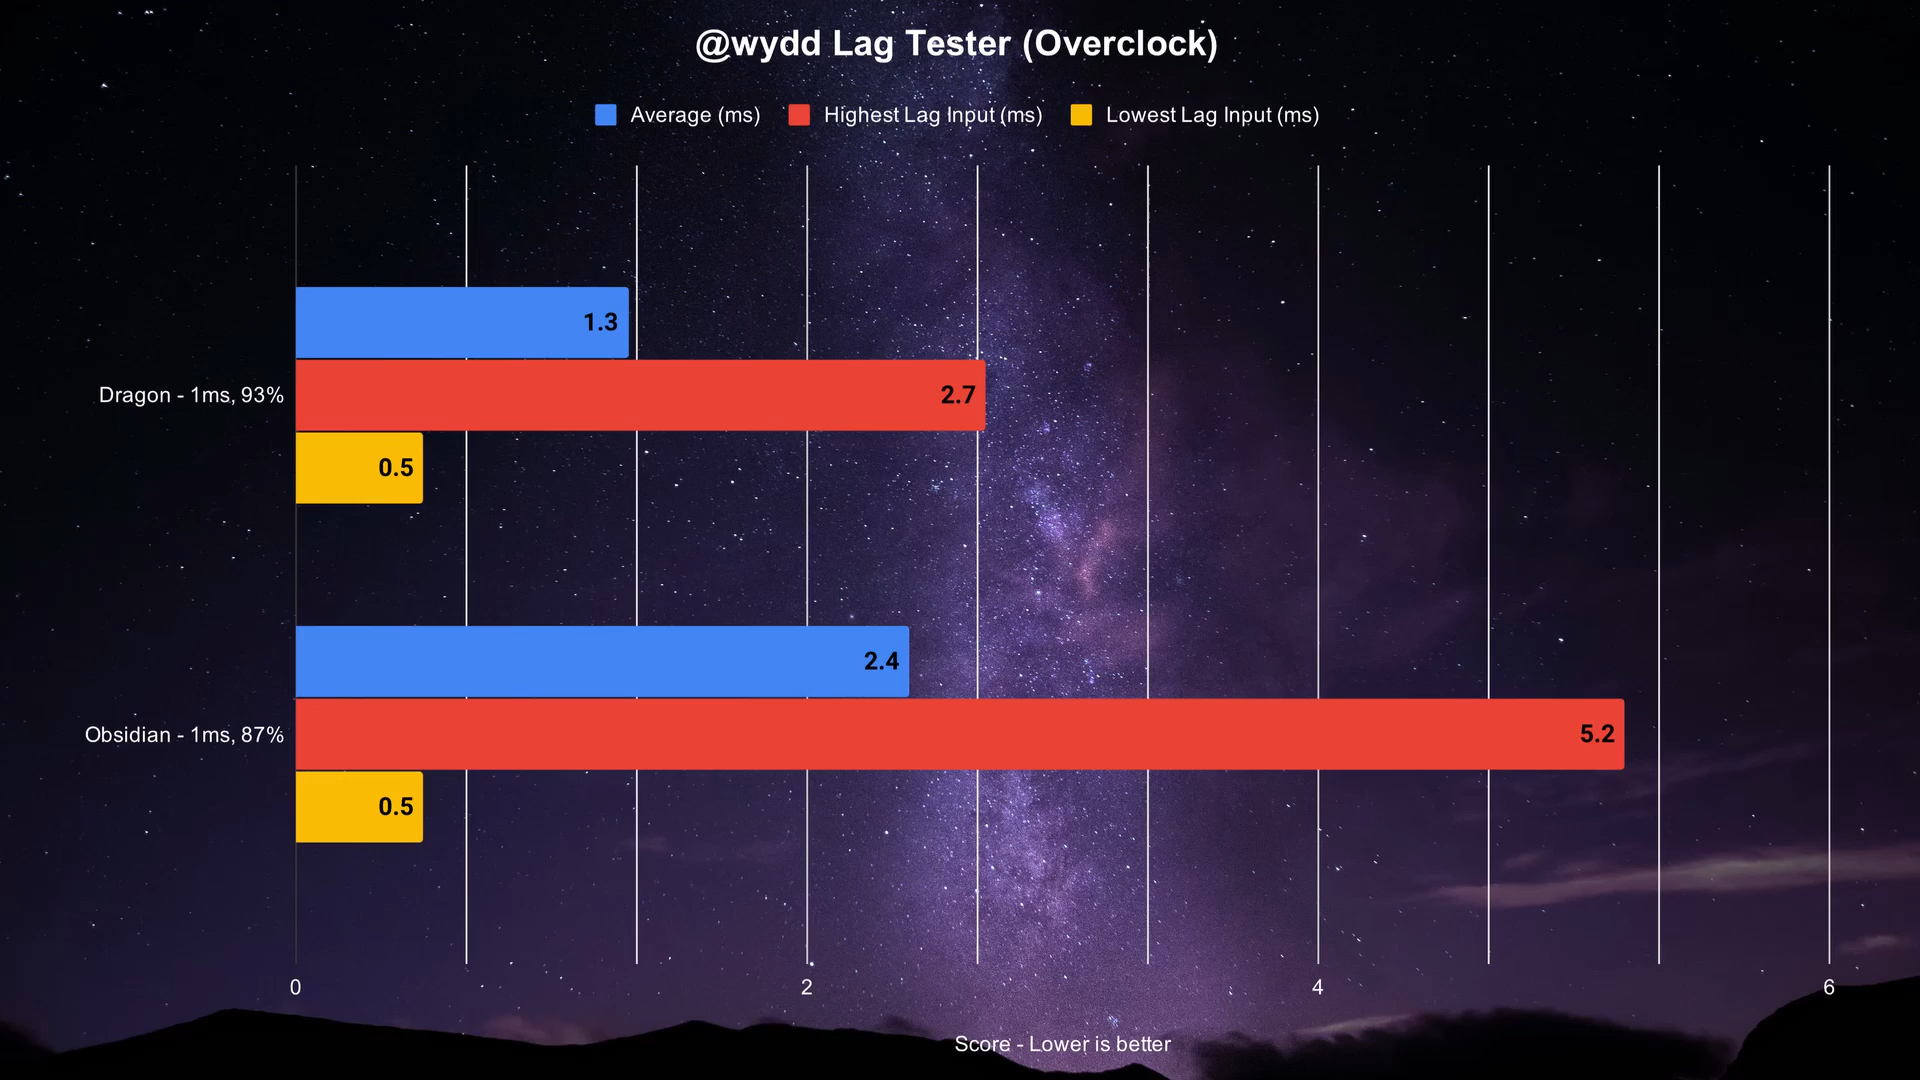 @wydd Lag Tester (Overclock)
Average (ms) Highest Lag Input (ms) Lowest Lag Input (ms)
1.3
Dragon - 1ms, 93% 2.7
0.5
2.4
Obsidian - 1ms, 87% 5.2
0.5
0 2 4 6
Score - Lower is better